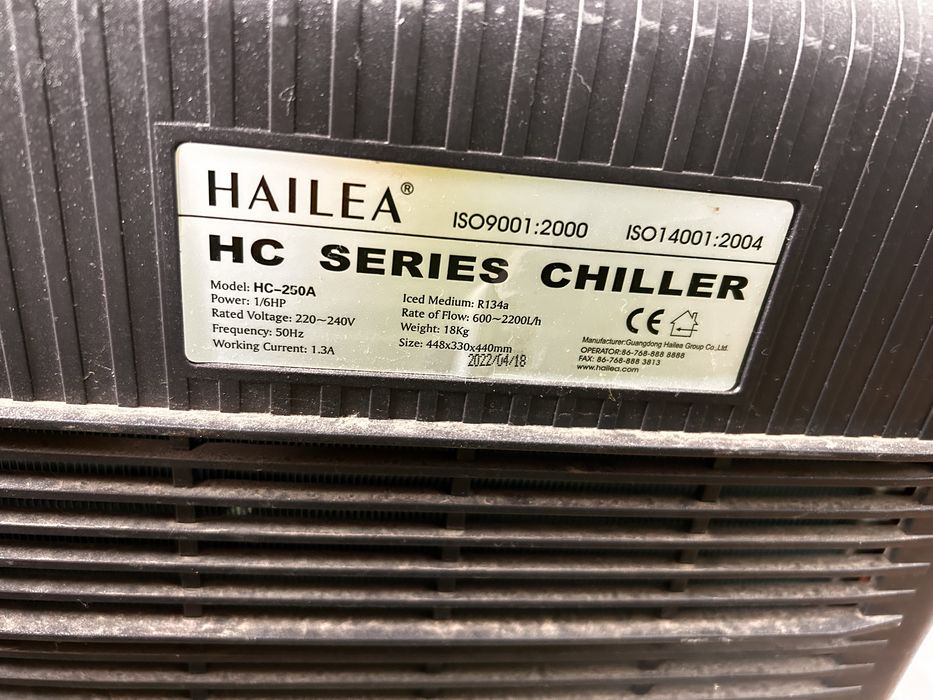 HAILEA®
ISO9001:2000 ISO14001:2004
HC SERIES CHILLER
Model: HC-250A
Power: 1/6HP
Rated Voltage: 220~240V
Frequency: 50Hz
Working Current: 1.3A
Iced Medium: R134a
Rate of Flow: 600~2200L/h
Weight: 18Kg
Size: 448x330x440mm
2022/04/18
CE
Manufacturer:Guangdong Hailea Group Co.,Ltd.
OPERATOR:86-768-888 8888
FAX: 86-768-888 3813
www.hailea.com